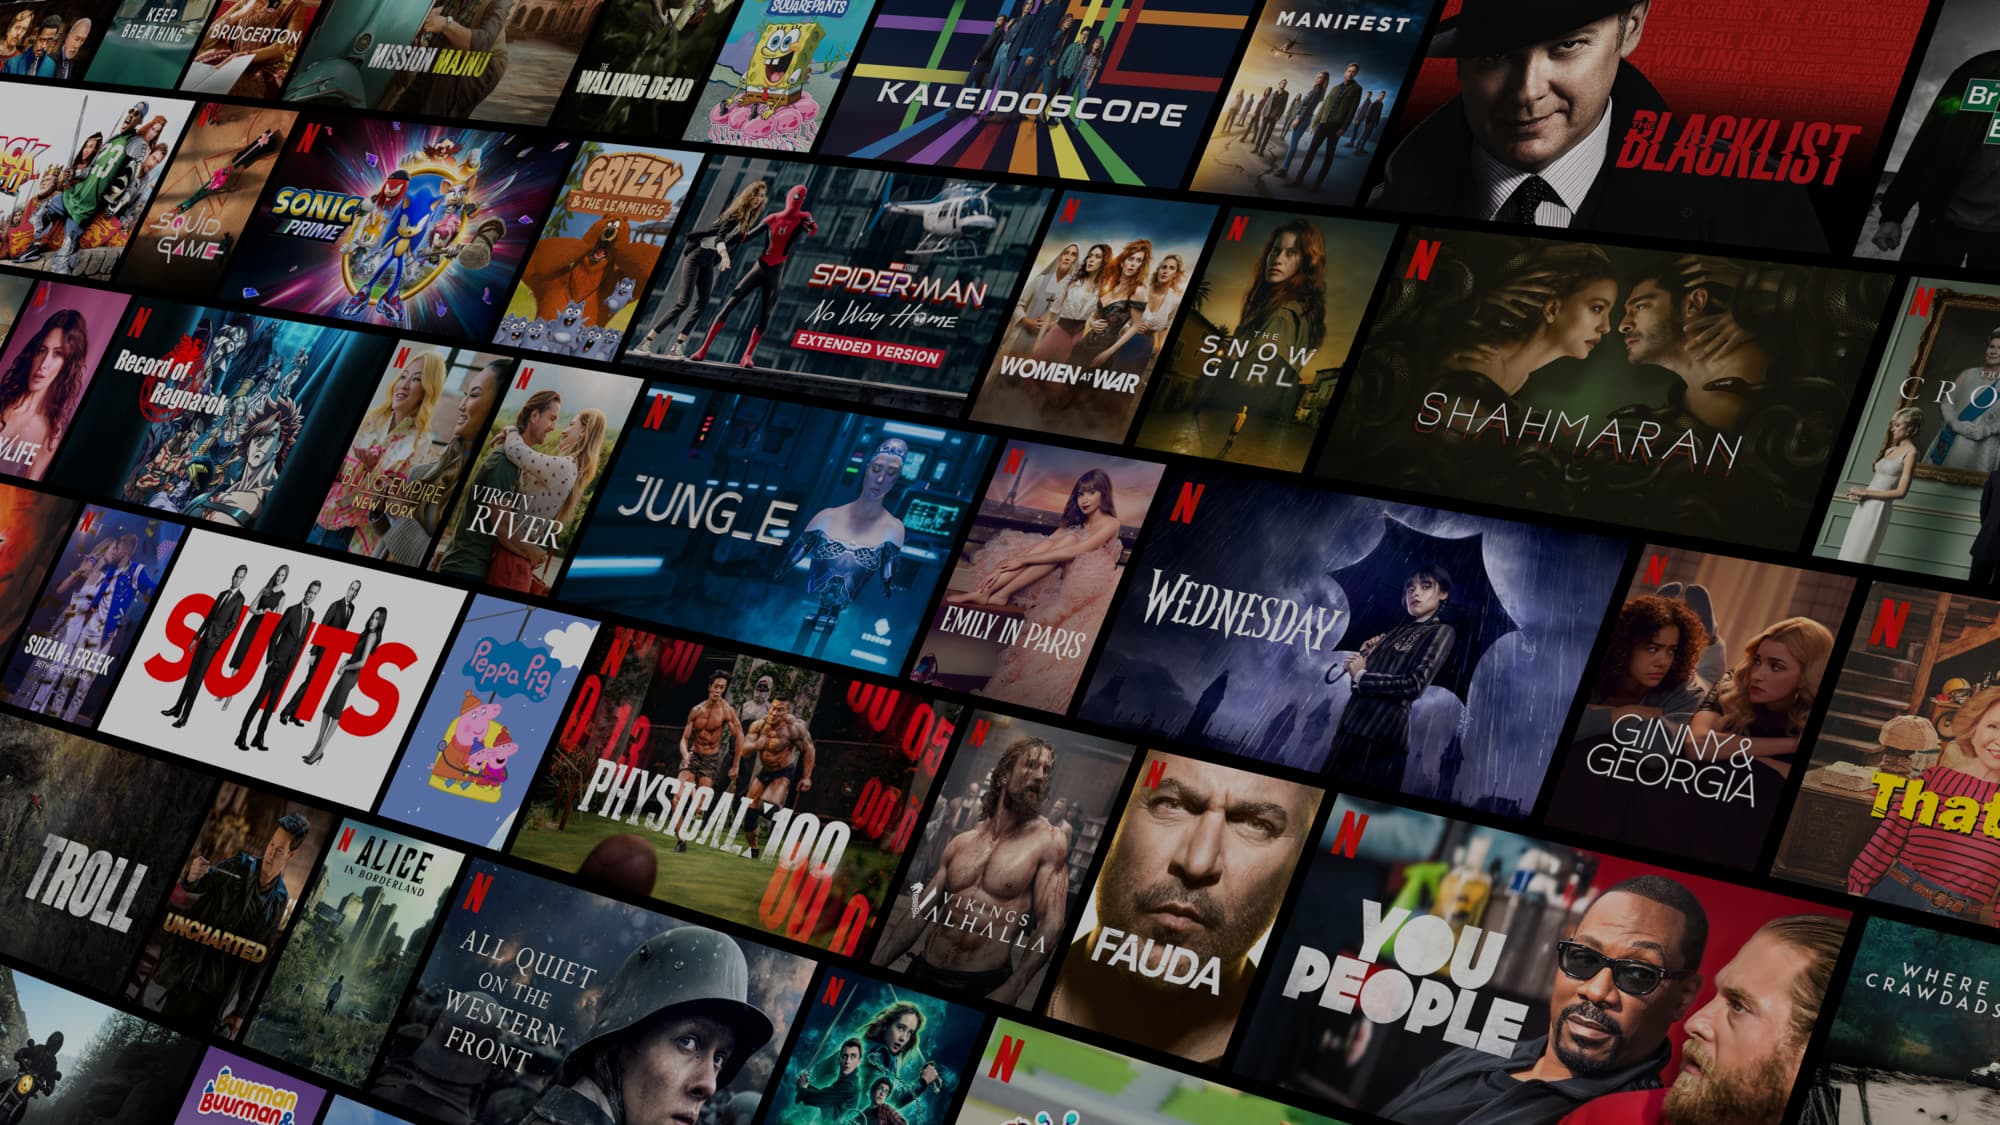 KEEP
BREATHING
BRIDGERTON
MISSION MAJNU
THE
WALKING DEAD
SQUAREPANTS
KALEIDOSCOPE
MANIFEST
THE
BLACKLIST
Br
SQUID
GAME
SONIC
PRIME
GRIZZY
& THE LEMMINGS
SPIDER-MAN
No Way Home
EXTENDED VERSION
WOMEN AT WAR
THE
SNOW
GIRL
SHAHMARAN
CRO
/LIFE
Record of
Ragnarok
BLING EMPIRE
NEW YORK
VIRGIN
RIVER
JUNG_E
EMILY IN PARIS
WEDNESDAY
GINNY &
GEORGIA
That
SUZAN & FREEK
SUITS
Peppa Pig
PHYSICAL:100
VIKINGS
VALHALLA
FAUDA
YOU
PEOPLE
WHERE
CRAWDADS
TROLL
UNCHARTED
ALICE
IN BORDERLAND
ALL QUIET
ON THE
WESTERN
FRONT
BUURMAN
BUURMAN&